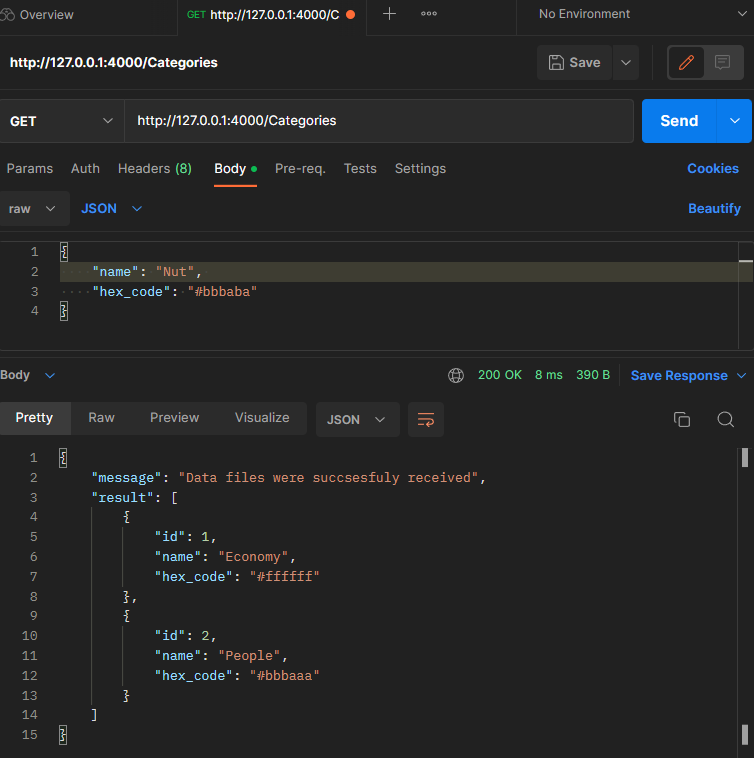 Overview
GET http://127.0.0.1:4000/C
No Environment
http://127.0.0.1:4000/Categories
Save
GET http://127.0.0.1:4000/Categories Send
Params Auth Headers (8) Body Pre-req. Tests Settings Cookies
raw JSON Beautify
1 {
2 "name": "Nut",
3 "hex_code": "#bbbaba"
4 }
Body 200 OK 8 ms 390 B Save Response
Pretty Raw Preview Visualize JSON
1 {
2 "message": "Data files were succsesfuly received",
3 "result": [
4 {
5 "id": 1,
6 "name": "Economy",
7 "hex_code": "#ffffff"
8 },
9 {
10 "id": 2,
11 "name": "People",
12 "hex_code": "#bbbaaa"
13 }
14 ]
15 }